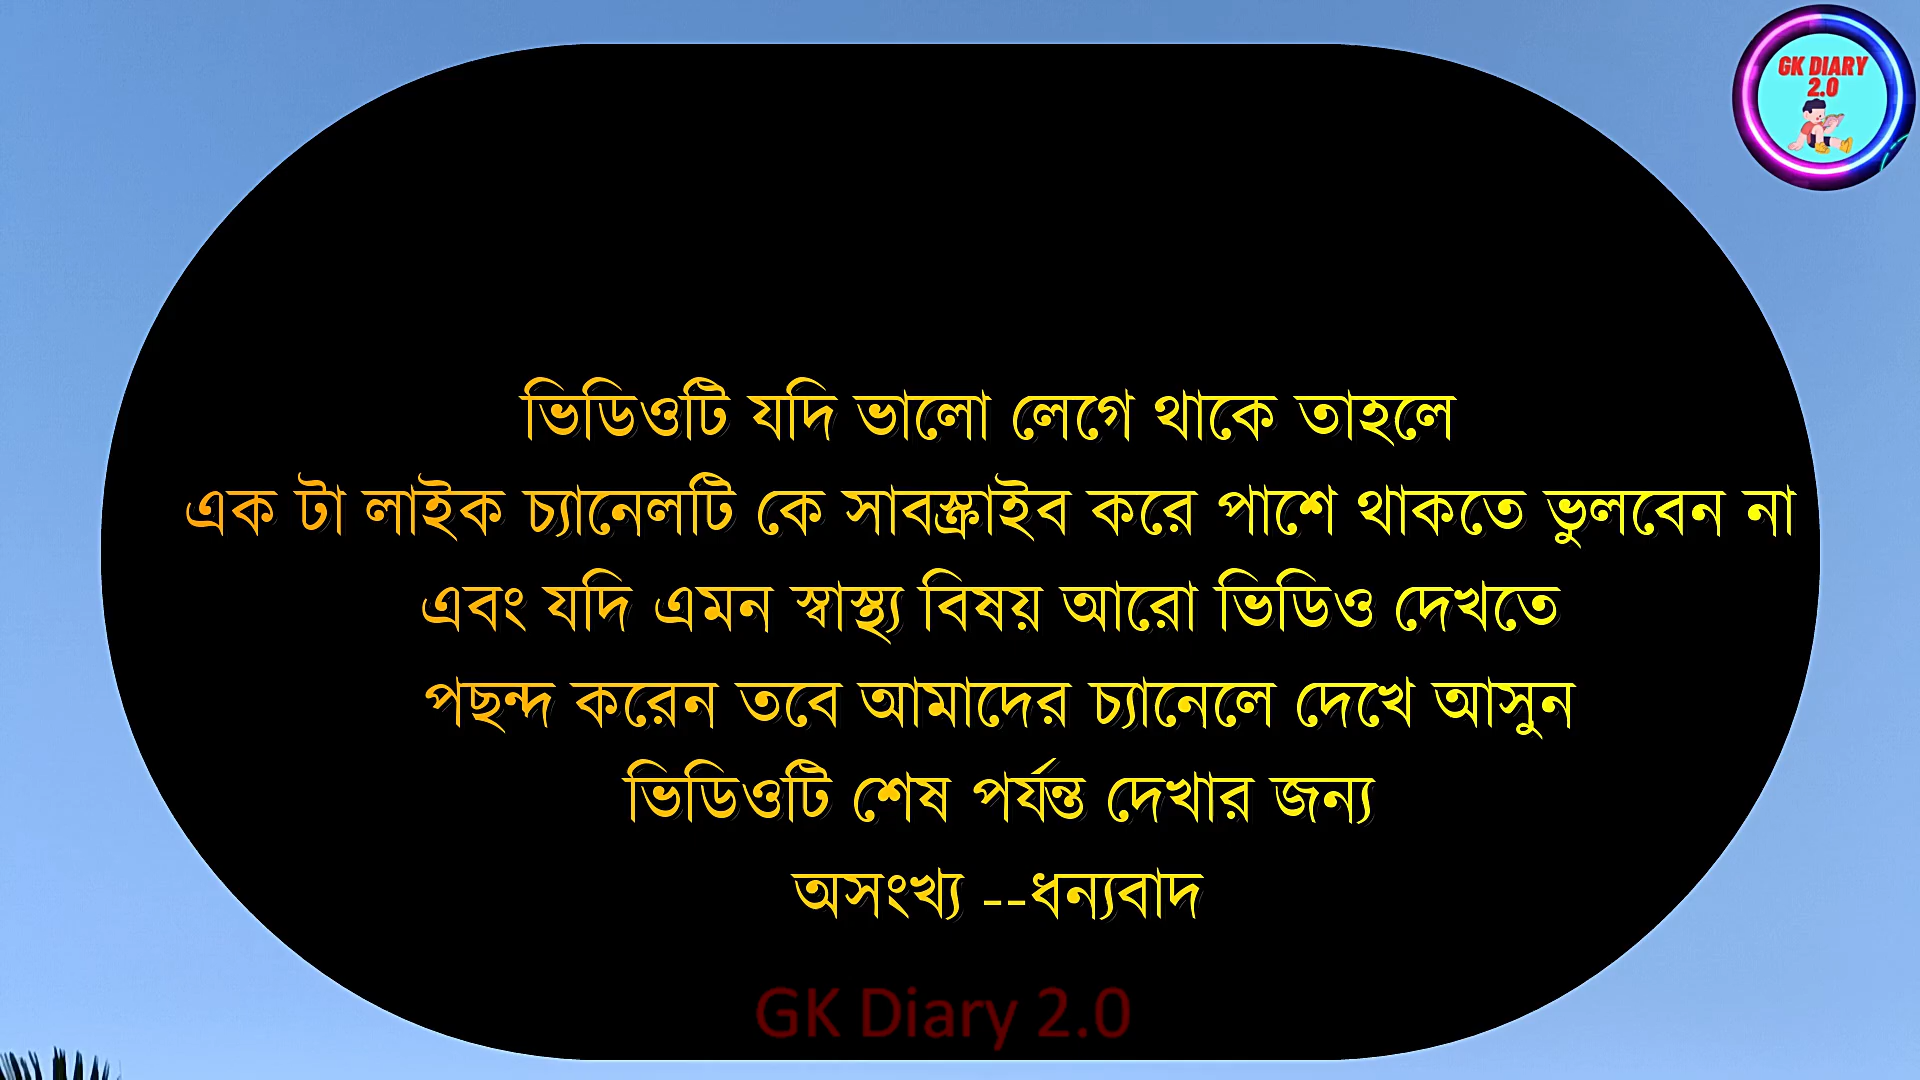 GK DIARY
2.0
ভিডিওটি যদি ভালো লেগে থাকে তাহলে
এক টা লাইক চ্যানেলটি কে সাবস্ক্রাইব করে পাশে থাকতে ভুলবেন না
এবং যদি এমন স্বাস্থ্য বিষয় আরো ভিডিও দেখতে
পছন্দ করেন তবে আমাদের চ্যানেলে দেখে আসুন
ভিডিওটি শেষ পর্যন্ত দেখার জন্য
অসংখ্য --ধন্যবাদ
GK Diary 2.0